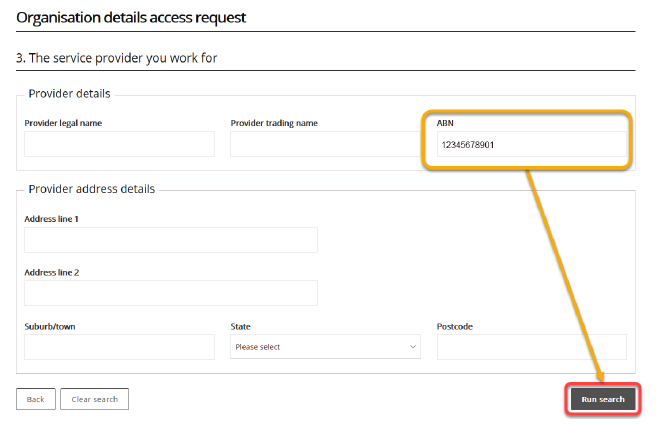 Organisation details access request
3. The service provider you work for
Provider details
Provider legal name Provider trading name ABN
12345678901
Provider address details
Address line 1
Address line 2
Suburb/town State Postcode
Please select
Back Clear search Run search